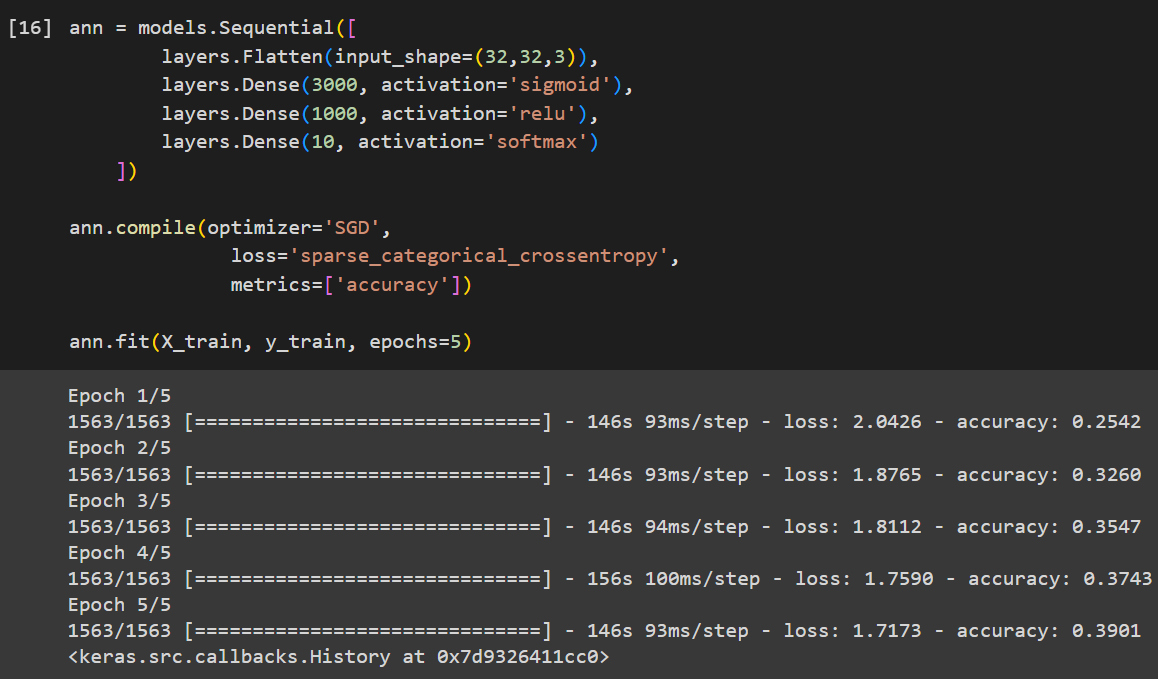 [16] ann = models.Sequential([
layers.Flatten(input_shape=(32,32,3)),
layers.Dense(3000, activation='sigmoid'),
layers.Dense(1000, activation='relu'),
layers.Dense(10, activation='softmax')
])
ann.compile(optimizer='SGD',
loss='sparse_categorical_crossentropy',
metrics=['accuracy'])
ann.fit(X_train, y_train, epochs=5)
Epoch 1/5
1563/1563 [==============================] - 146s 93ms/step - loss: 2.0426 - accuracy: 0.2542
Epoch 2/5
1563/1563 [==============================] - 146s 93ms/step - loss: 1.8765 - accuracy: 0.3260
Epoch 3/5
1563/1563 [==============================] - 146s 94ms/step - loss: 1.8112 - accuracy: 0.3547
Epoch 4/5
1563/1563 [==============================] - 156s 100ms/step - loss: 1.7590 - accuracy: 0.3743
Epoch 5/5
1563/1563 [==============================] - 146s 93ms/step - loss: 1.7173 - accuracy: 0.3901
<keras.src.callbacks.History at 0x7d9326411cc0>